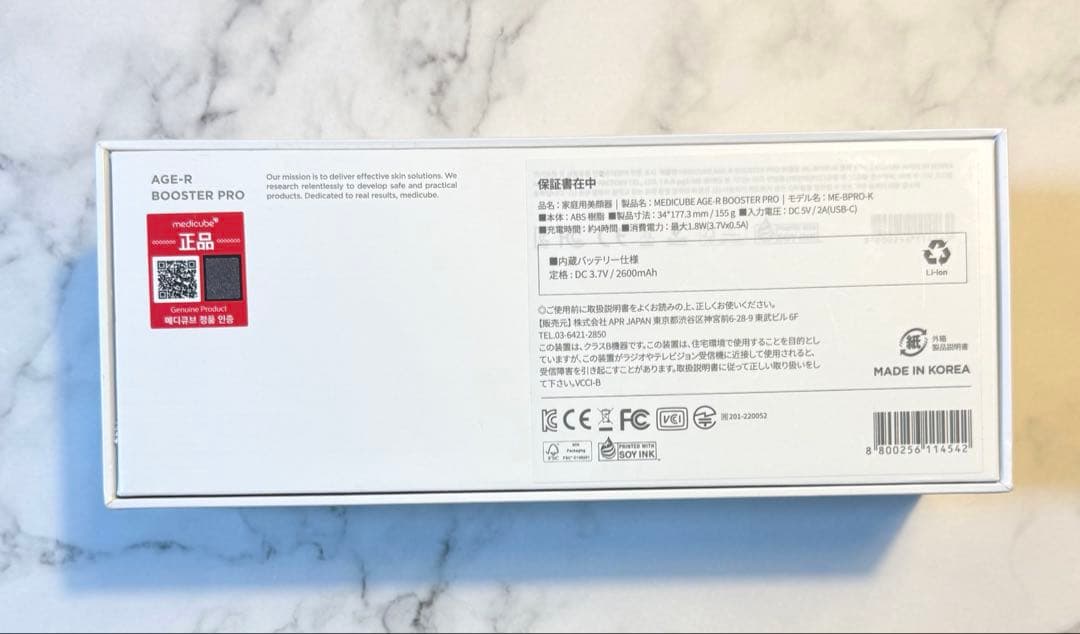 AGE-R
BOOSTER PRO
Our mission is to deliver effective skin solutions. We
research relentlessly to develop safe and practical
products. Dedicated to real results, medicube.
medicube
正品
Genuine Product
메디큐브 정품 인증
保証書在中
品名：家庭用美顔器｜製品名：MEDICUBE AGE-R BOOSTER PRO｜モデル名：ME-BPRO-K
■本体：ABS 樹脂 ■製品寸法：34*177.3 mm / 155 g ■入力電圧：DC 5V / 2A(USB-C)
■充電時間：約4時間 ■消費電力：最大1.8W(3.7Vx0.5A)
■内蔵バッテリー仕様
定格：DC 3.7V / 2600mAh
Li-ion
◎ご使用前に取扱説明書をよくお読みの上、正しくお使いください。
【販売元】株式会社 APR JAPAN 東京都渋谷区神宮前6-28-9 東武ビル 6F
TEL.03-6421-2850
この装置は、クラスB機器です。この装置は、住宅環境で使用することを目的とし
ていますが、この装置がラジオやテレビジョン受信機に近接して使用されると、
受信障害を引き起こすことがあります。取扱説明書に従って正しい取り扱いをし
て下さい。VCCI-B
紙
外箱
製品説明書
MADE IN KOREA
CE FC VCI 201-220052
FSC
MIX
Packaging
PRINTED WITH
SOY INK
8 800256 114542